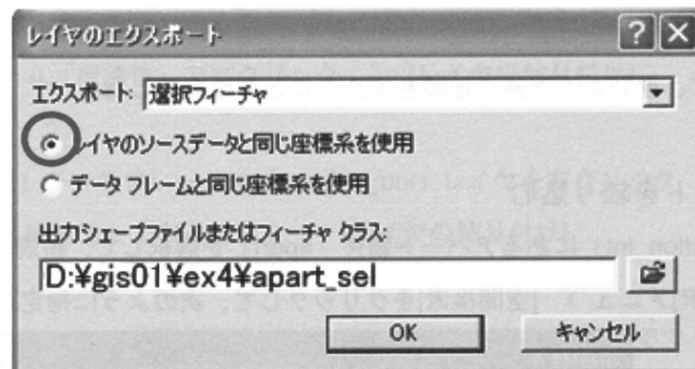 レイヤのエクスポート
エクスポート: 選択フィーチャ
レイヤのソースデータと同じ座標系を使用
データ フレームと同じ座標系を使用
出力シェープファイルまたはフィーチャ クラス:
D:¥gis01¥ex4¥apart_sel
OK キャンセル